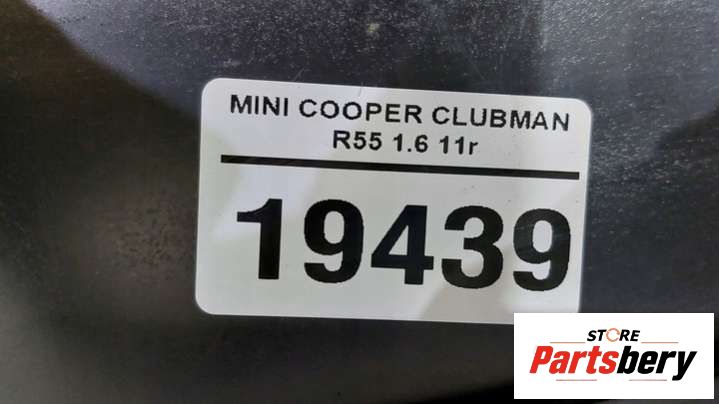 MINI COOPER CLUBMAN
R55 1.6 11r
19439
STORE
Partsbery